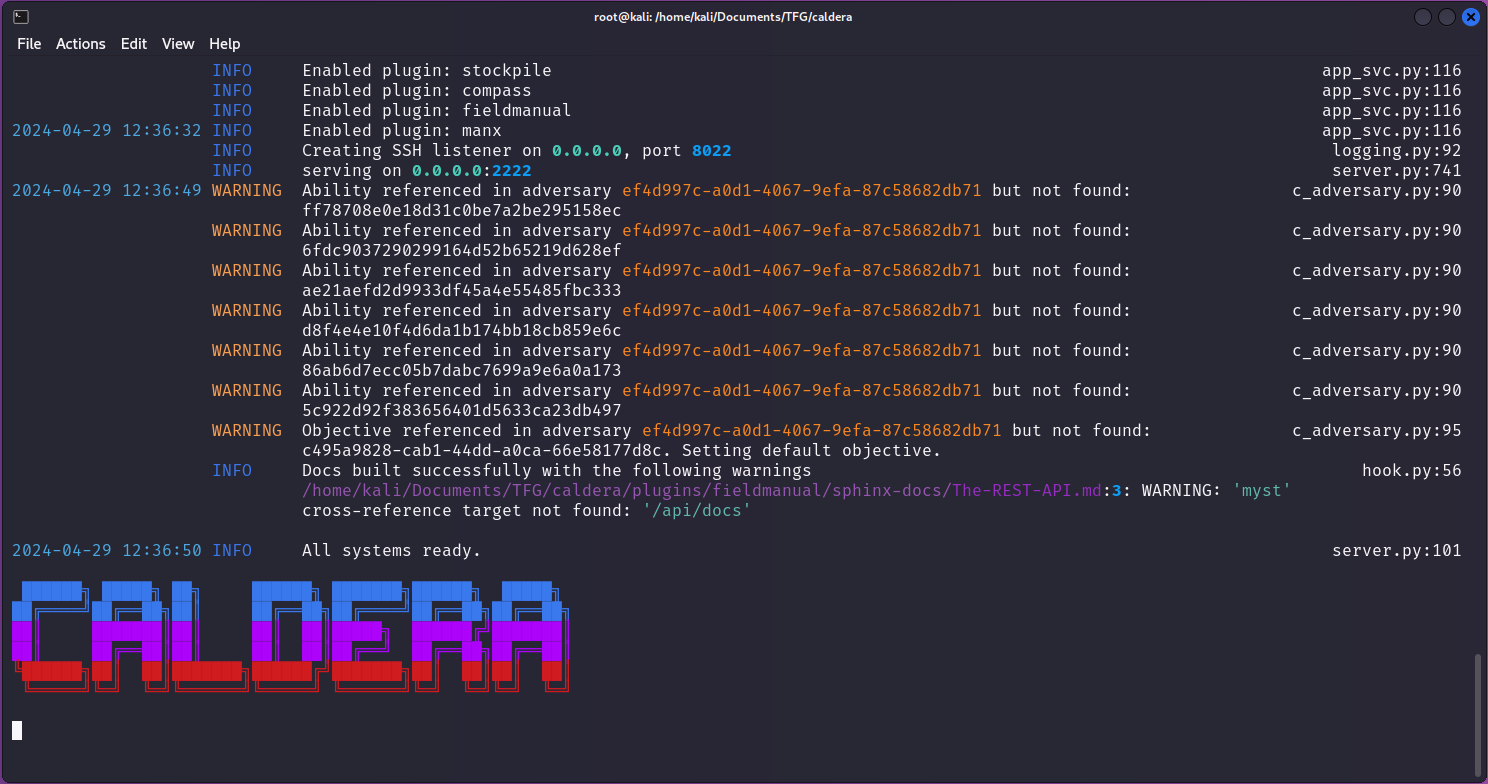 root@kali: /home/kali/Documents/TFG/caldera
File Actions Edit View Help
INFO Enabled plugin: stockpile app_svc.py:116
INFO Enabled plugin: compass app_svc.py:116
INFO Enabled plugin: fieldmanual app_svc.py:116
2024-04-29 12:36:32 INFO Enabled plugin: manx app_svc.py:116
INFO Creating SSH listener on 0.0.0.0, port 8022 logging.py:92
INFO serving on 0.0.0.0:2222 server.py:741
2024-04-29 12:36:49 WARNING Ability referenced in adversary ef4d997c-a0d1-4067-9efa-87c58682db71 but not found: c_adversary.py:90
ff78708e0e18d31c0be7a2be295158ec
WARNING Ability referenced in adversary ef4d997c-a0d1-4067-9efa-87c58682db71 but not found: c_adversary.py:90
6fdc9037290299164d52b65219d628ef
WARNING Ability referenced in adversary ef4d997c-a0d1-4067-9efa-87c58682db71 but not found: c_adversary.py:90
ae21aefd2d9933df45a4e55485fbc333
WARNING Ability referenced in adversary ef4d997c-a0d1-4067-9efa-87c58682db71 but not found: c_adversary.py:90
d8f4e4e10f4d6da1b174bb18cb859e6c
WARNING Ability referenced in adversary ef4d997c-a0d1-4067-9efa-87c58682db71 but not found: c_adversary.py:90
86ab6d7ecc05b7dabc7699a9e6a0a173
WARNING Ability referenced in adversary ef4d997c-a0d1-4067-9efa-87c58682db71 but not found: c_adversary.py:90
5c922d92f383656401d5633ca23db497
WARNING Objective referenced in adversary ef4d997c-a0d1-4067-9efa-87c58682db71 but not found: c_adversary.py:95
c495a9828-cab1-44dd-a0ca-66e58177d8c. Setting default objective.
INFO Docs built successfully with the following warnings hook.py:56
/home/kali/Documents/TFG/caldera/plugins/fieldmanual/sphinx-docs/The-REST-API.md:3: WARNING: 'myst'
cross-reference target not found: '/api/docs'
2024-04-29 12:36:50 INFO All systems ready. server.py:101
CALDERA